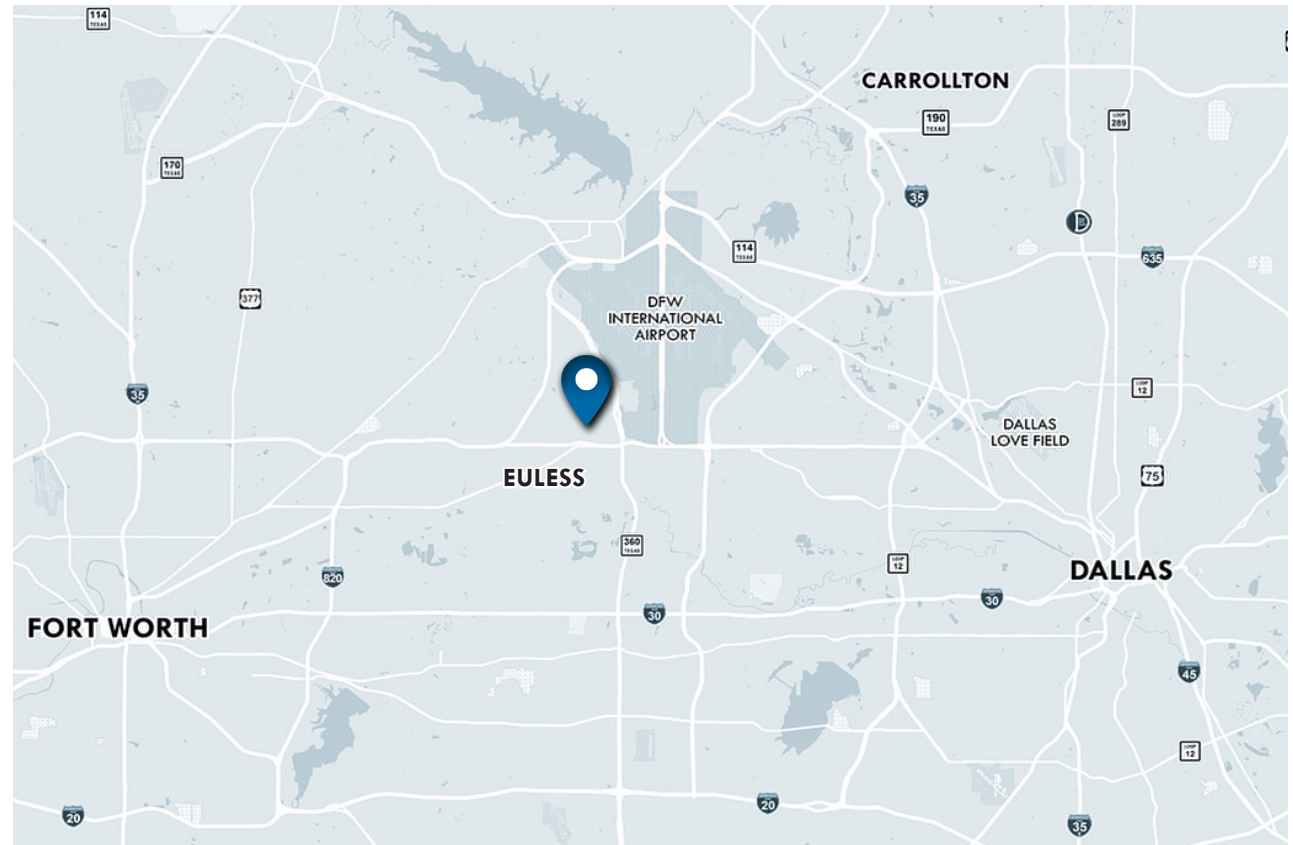 114
TEXAS
CARROLLTON
190
TEXAS
LOOP
289
170
TEXAS
35
114
TEXAS
635
377
DFW
INTERNATIONAL
AIRPORT
35
LOOP
12
DALLAS
LOVE FIELD
75
EULESS
360
TEXAS
LOOP
12
DALLAS
820
30
30
FORT WORTH
45
LOOP
12
20
20
35